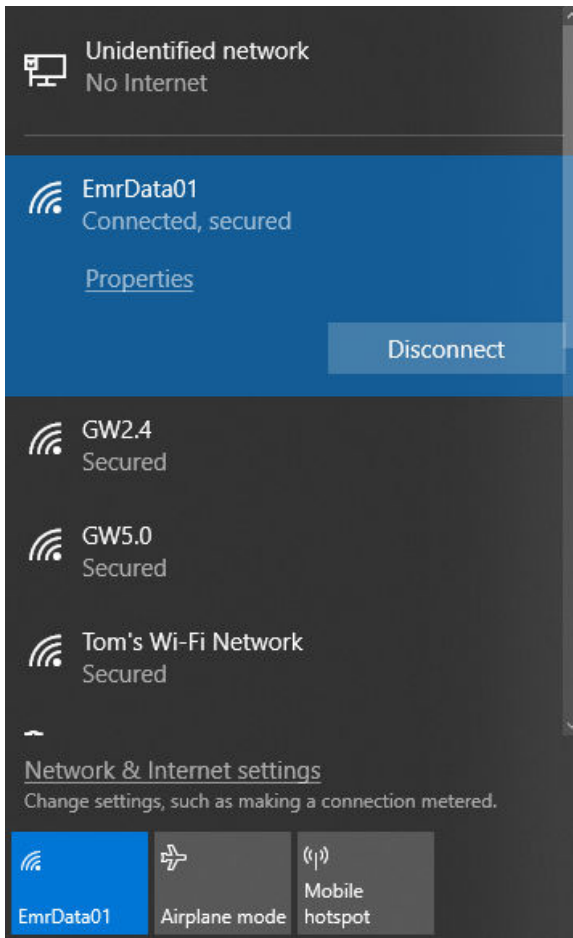 Unidentified network
No Internet
EmrData01
Connected, secured
Properties
Disconnect
GW2.4
Secured
GW5.0
Secured
Tom's Wi-Fi Network
Secured
Network & Internet settings
Change settings, such as making a connection metered.
EmrData01
Airplane mode
Mobile
hotspot